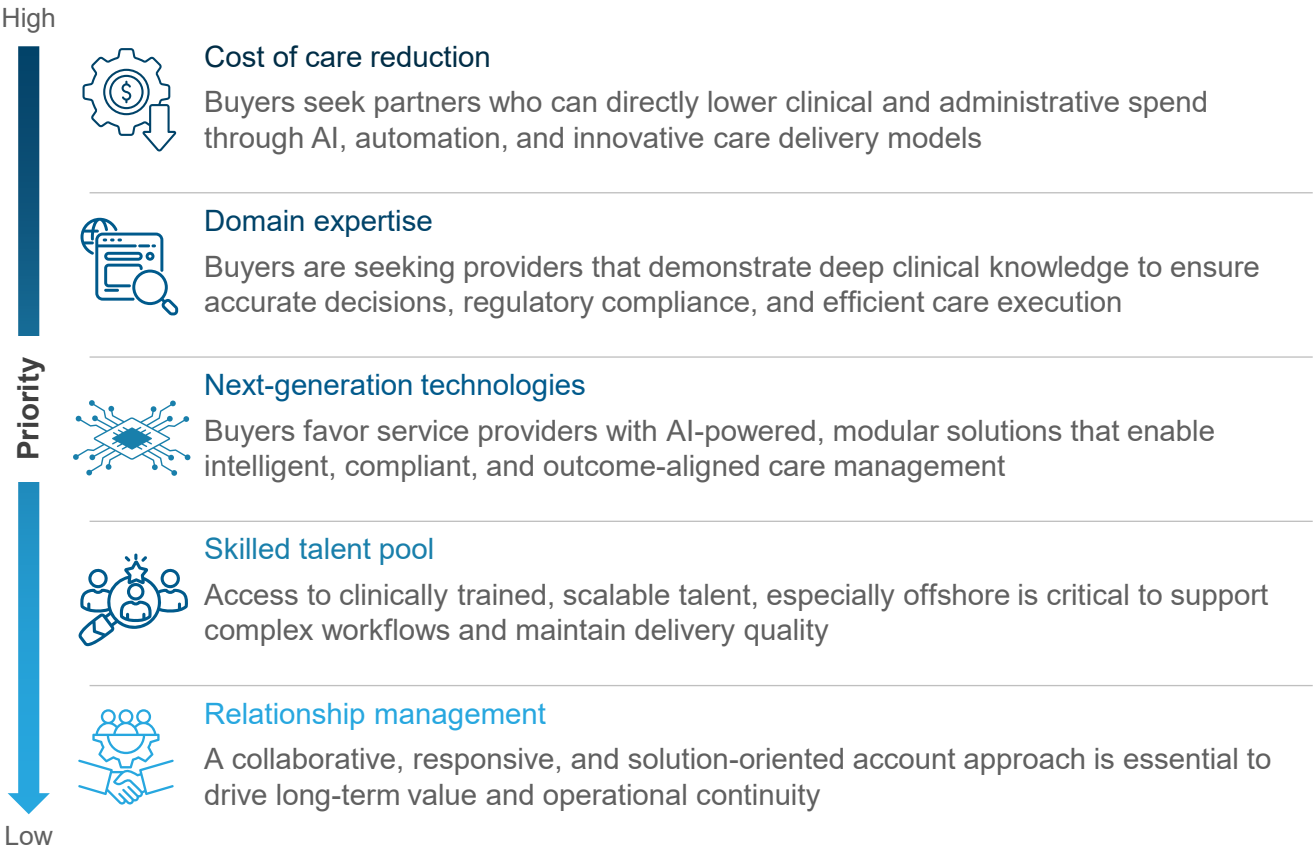 High
Cost of care reduction
Buyers seek partners who can directly lower clinical and administrative spend
through AI, automation, and innovative care delivery models
Domain expertise
Buyers are seeking providers that demonstrate deep clinical knowledge to ensure
accurate decisions, regulatory compliance, and efficient care execution
Priority
Next-generation technologies
Buyers favor service providers with AI-powered, modular solutions that enable
intelligent, compliant, and outcome-aligned care management
Skilled talent pool
Access to clinically trained, scalable talent, especially offshore is critical to support
complex workflows and maintain delivery quality
Relationship management
A collaborative, responsive, and solution-oriented account approach is essential to
drive long-term value and operational continuity
Low